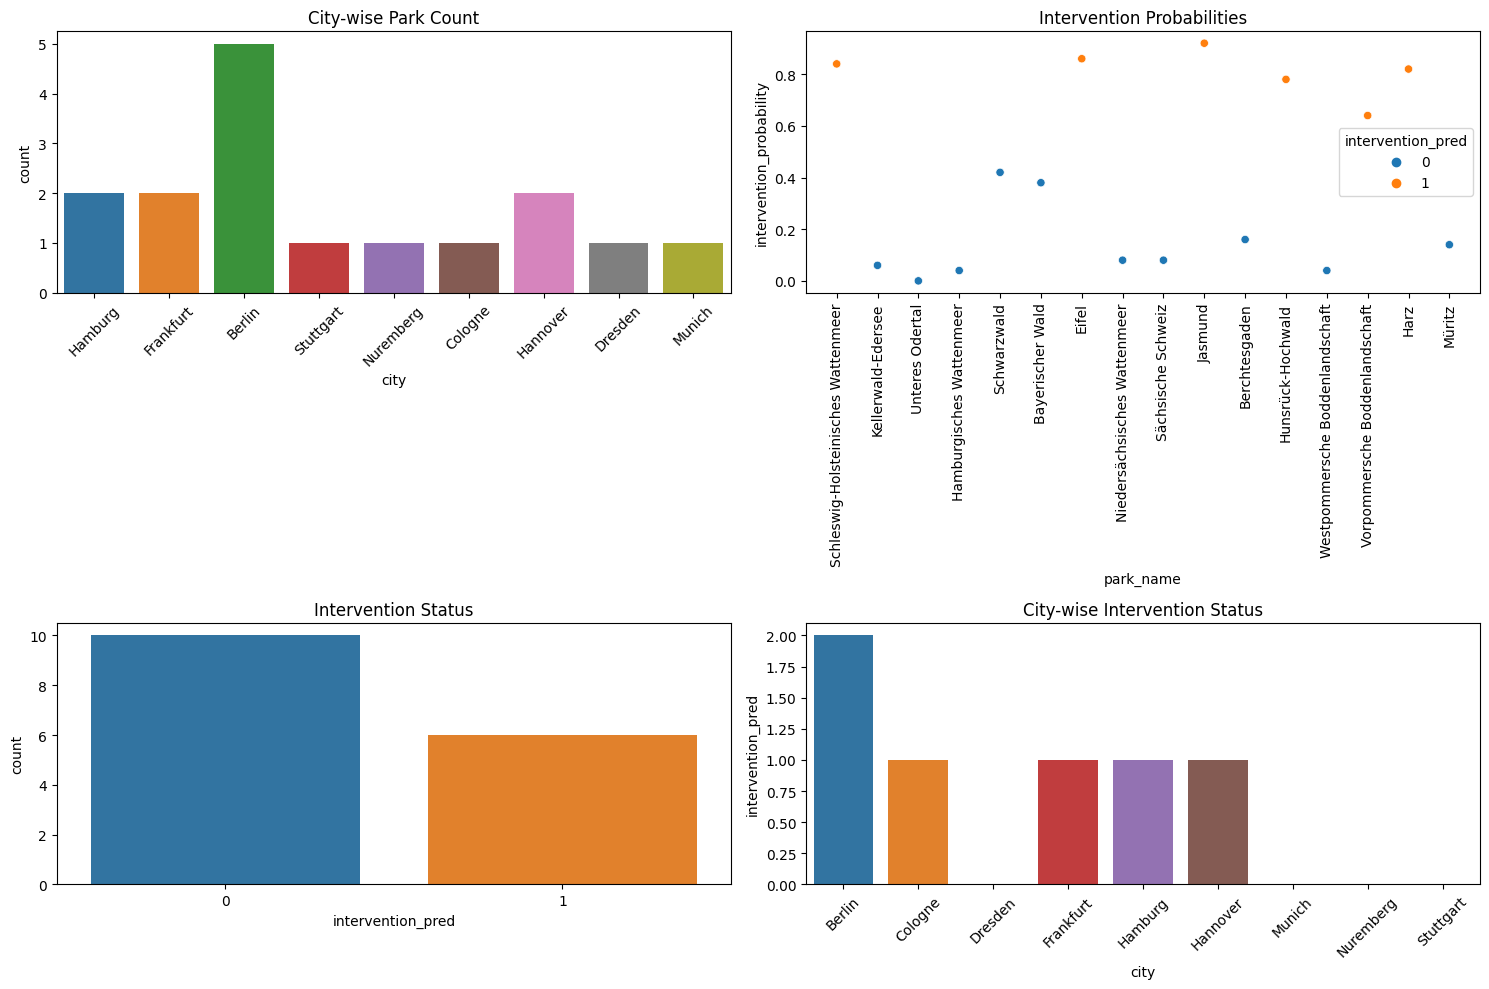 City-wise Park Count
count
5
4
3
2
1
0
Hamburg
Frankfurt
Berlin
Stuttgart
Nuremberg
Cologne
Hannover
Dresden
Munich
city
Intervention Probabilities
intervention_probability
0.8
0.6
0.4
0.2
0.0
intervention_pred
0
1
Schleswig-Holsteinisches Wattenmeer
Kellerwald-Edersee
Unteres Odertal
Hamburgisches Wattenmeer
Schwarzwald
Bayerischer Wald
Eifel
Niedersächsisches Wattenmeer
Sächsische Schweiz
Jasmund
Berchtesgaden
Hunsrück-Hochwald
Westpommersche Boddenlandschaft
Vorpommersche Boddenlandschaft
Harz
Müritz
park_name
Intervention Status
count
10
8
6
4
2
0
0
1
intervention_pred
City-wise Intervention Status
intervention_pred
2.00
1.75
1.50
1.25
1.00
0.75
0.50
0.25
0.00
Berlin
Cologne
Dresden
Frankfurt
Hamburg
Hannover
Munich
Nuremberg
Stuttgart
city